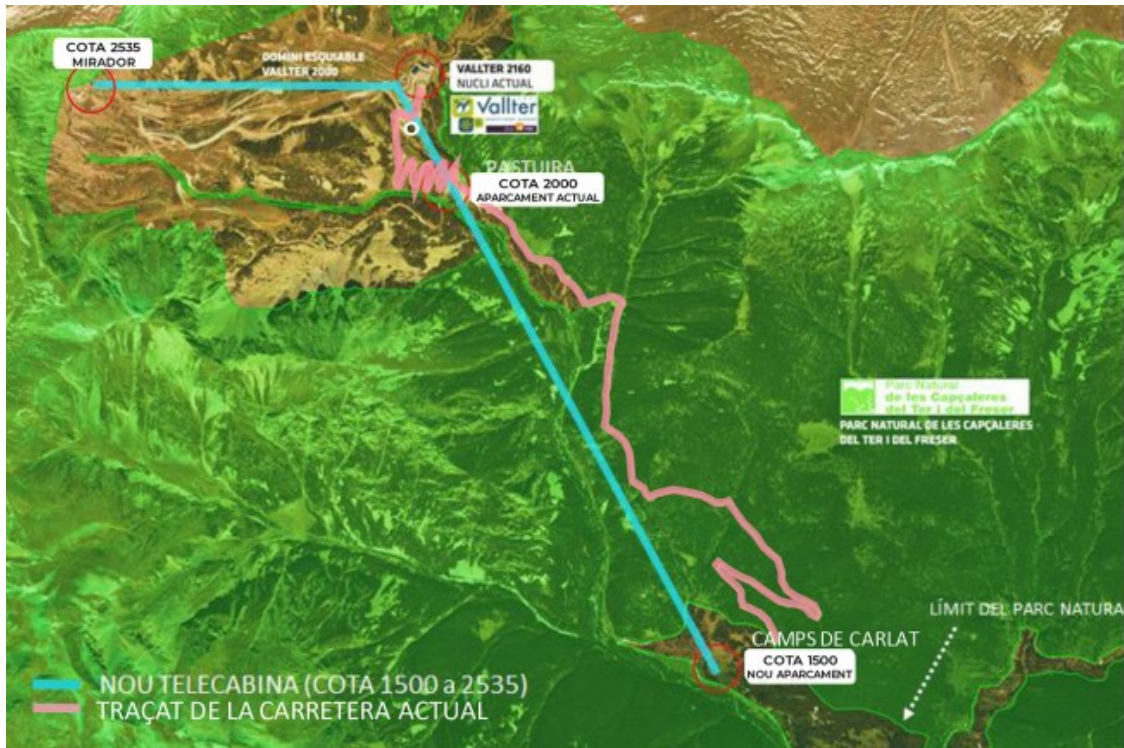 COTA 2535
MIRADOR
DOMINI ESQUIABLE
VALLTER 2000
VALLTER 2160
NUCLI ACTUAL
Vallter
PASTUIRA
COTA 2000
APARCAMENT ACTUAL
Parc Natural
de les Capçaleres
del Ter i del Freser
PARC NATURAL DE LES CAPÇALERES
DEL TER I DEL FRESER
LÍMIT DEL PARC NATURA
CAMPS DE CARLAT
COTA 1500
NOU APARCAMENT
NOU TELECABINA (COTA 1500 a 2535)
TRAÇAT DE LA CARRETERA ACTUAL